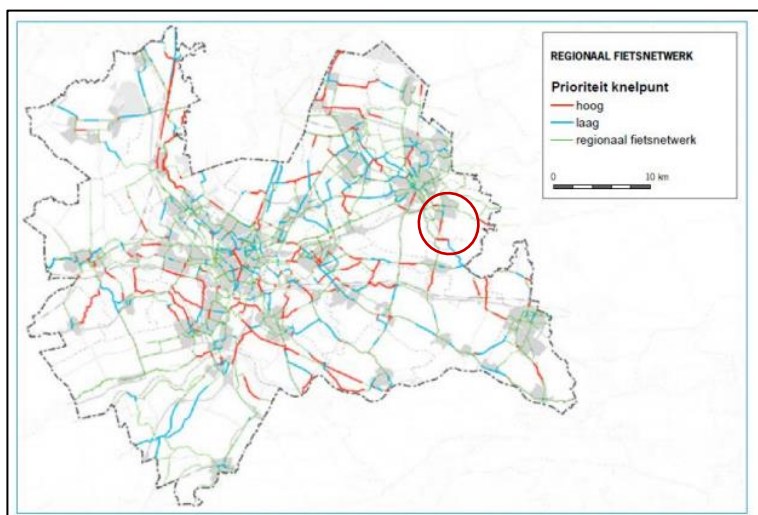 REGIONAAL FIETSNETWERK
Prioriteit knelpunt
hoog
laag
regionaal fietsnetwerk
0 10 km